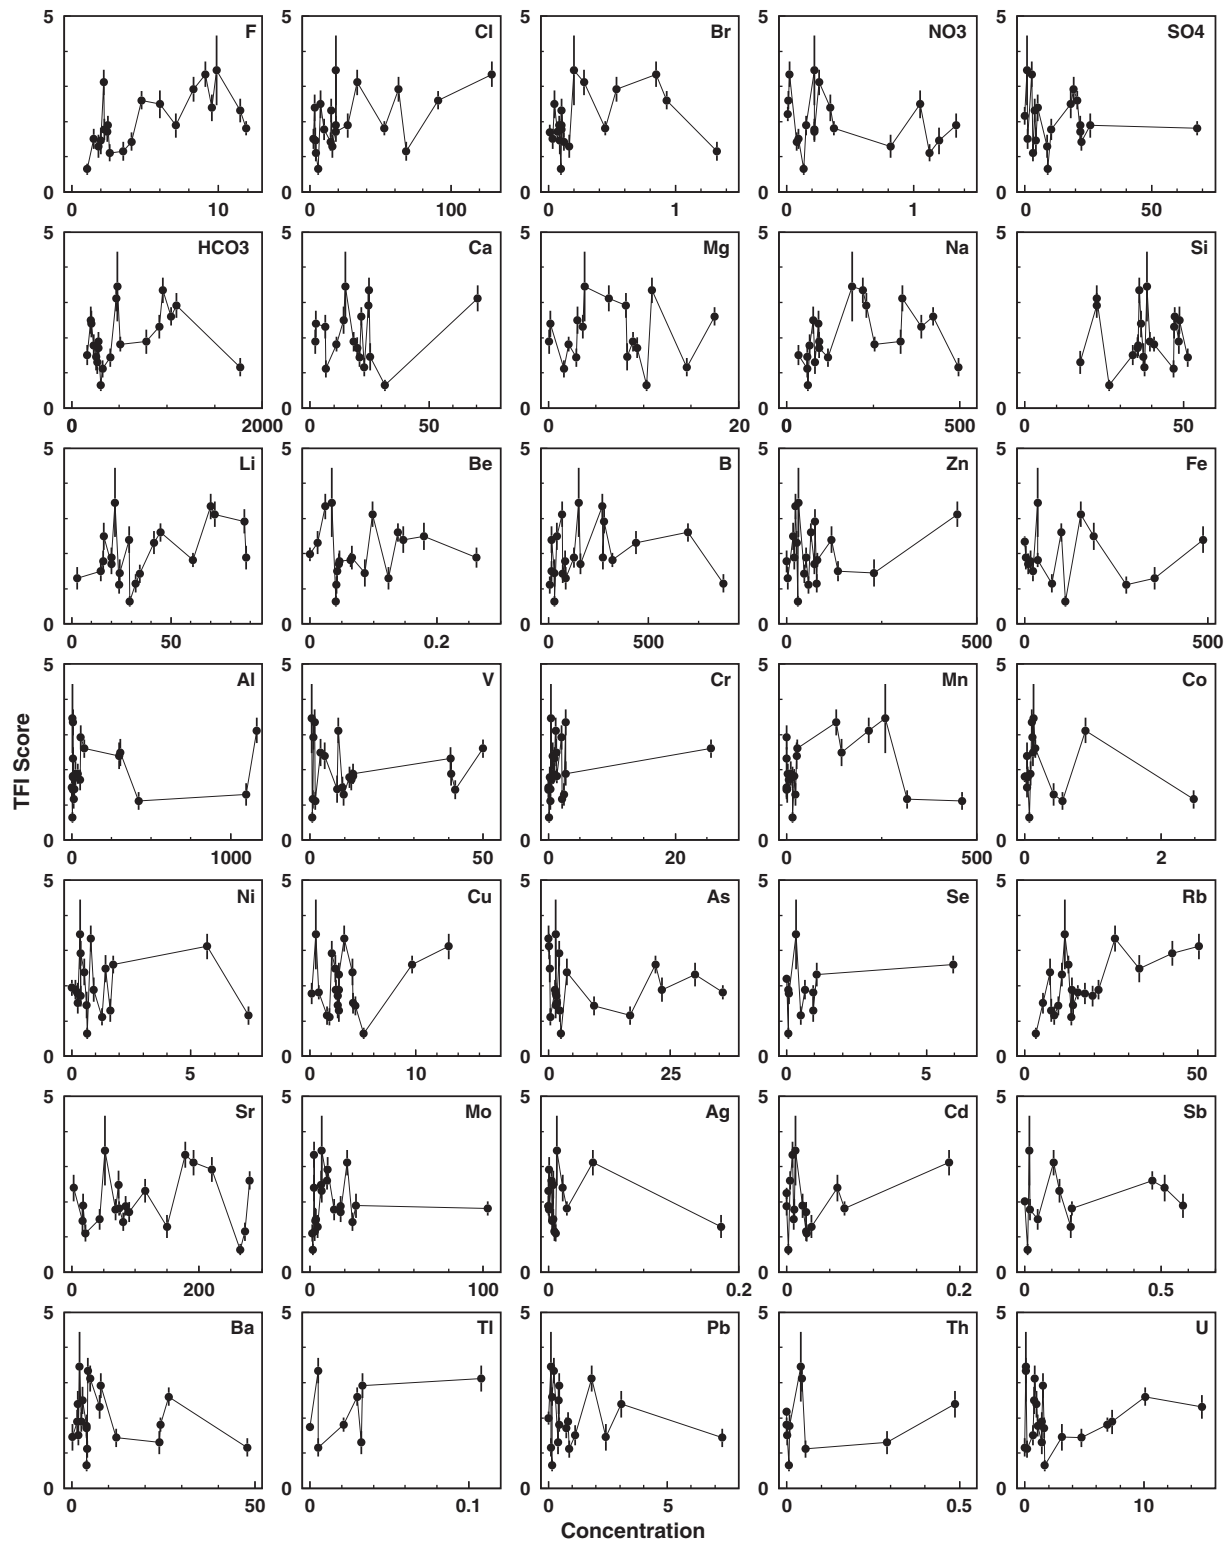 5 F 5 Cl 5 Br 5 NO3 5 SO4
0 0 0 0 0
0 10 0 100 0 1 0 1 0 50
5 HCO3 5 Ca 5 Mg 5 Na 5 Si
0 0 0 0 0
0 2000 0 50 0 20 0 500 0 50
5 Li 5 Be 5 B 5 Zn 5 Fe
0 0 0 0 0
0 50 0 0.2 0 500 0 500 0 500
5 Al 5 V 5 Cr 5 Mn 5 Co
TFI Score
0 0 0 0 0
0 1000 0 50 0 20 0 500 0 2
5 Ni 5 Cu 5 As 5 Se 5 Rb
0 0 0 0 0
0 5 0 10 0 25 0 5 0 50
5 Sr 5 Mo 5 Ag 5 Cd 5 Sb
0 0 0 0 0
0 200 0 100 0 0.2 0 0.2 0 0.5
5 Ba 5 Tl 5 Pb 5 Th 5 U
0 0 0 0 0
0 50 0 0.1 0 5 0 0.5 0 10
Concentration